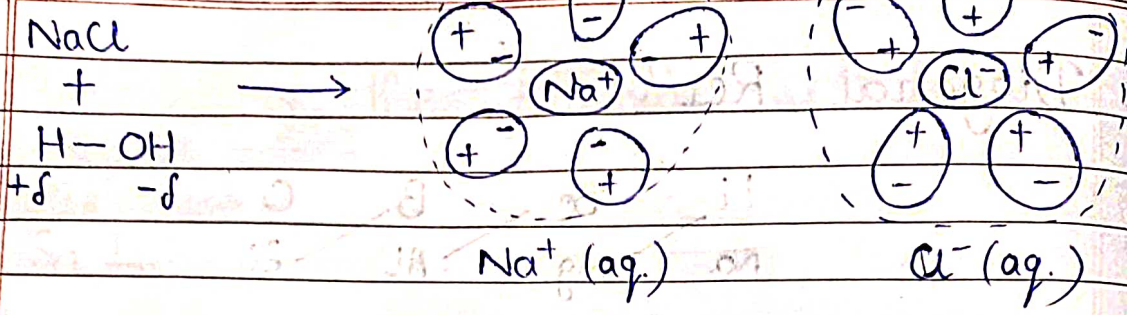 NaCl
+ ⟶
H – OH
+δ -δ
+ - - - +
Na⁺
+ - - +
- + + + -
Cl⁻
+ - + -
Na⁺ (aq.) Cl⁻ (aq.)